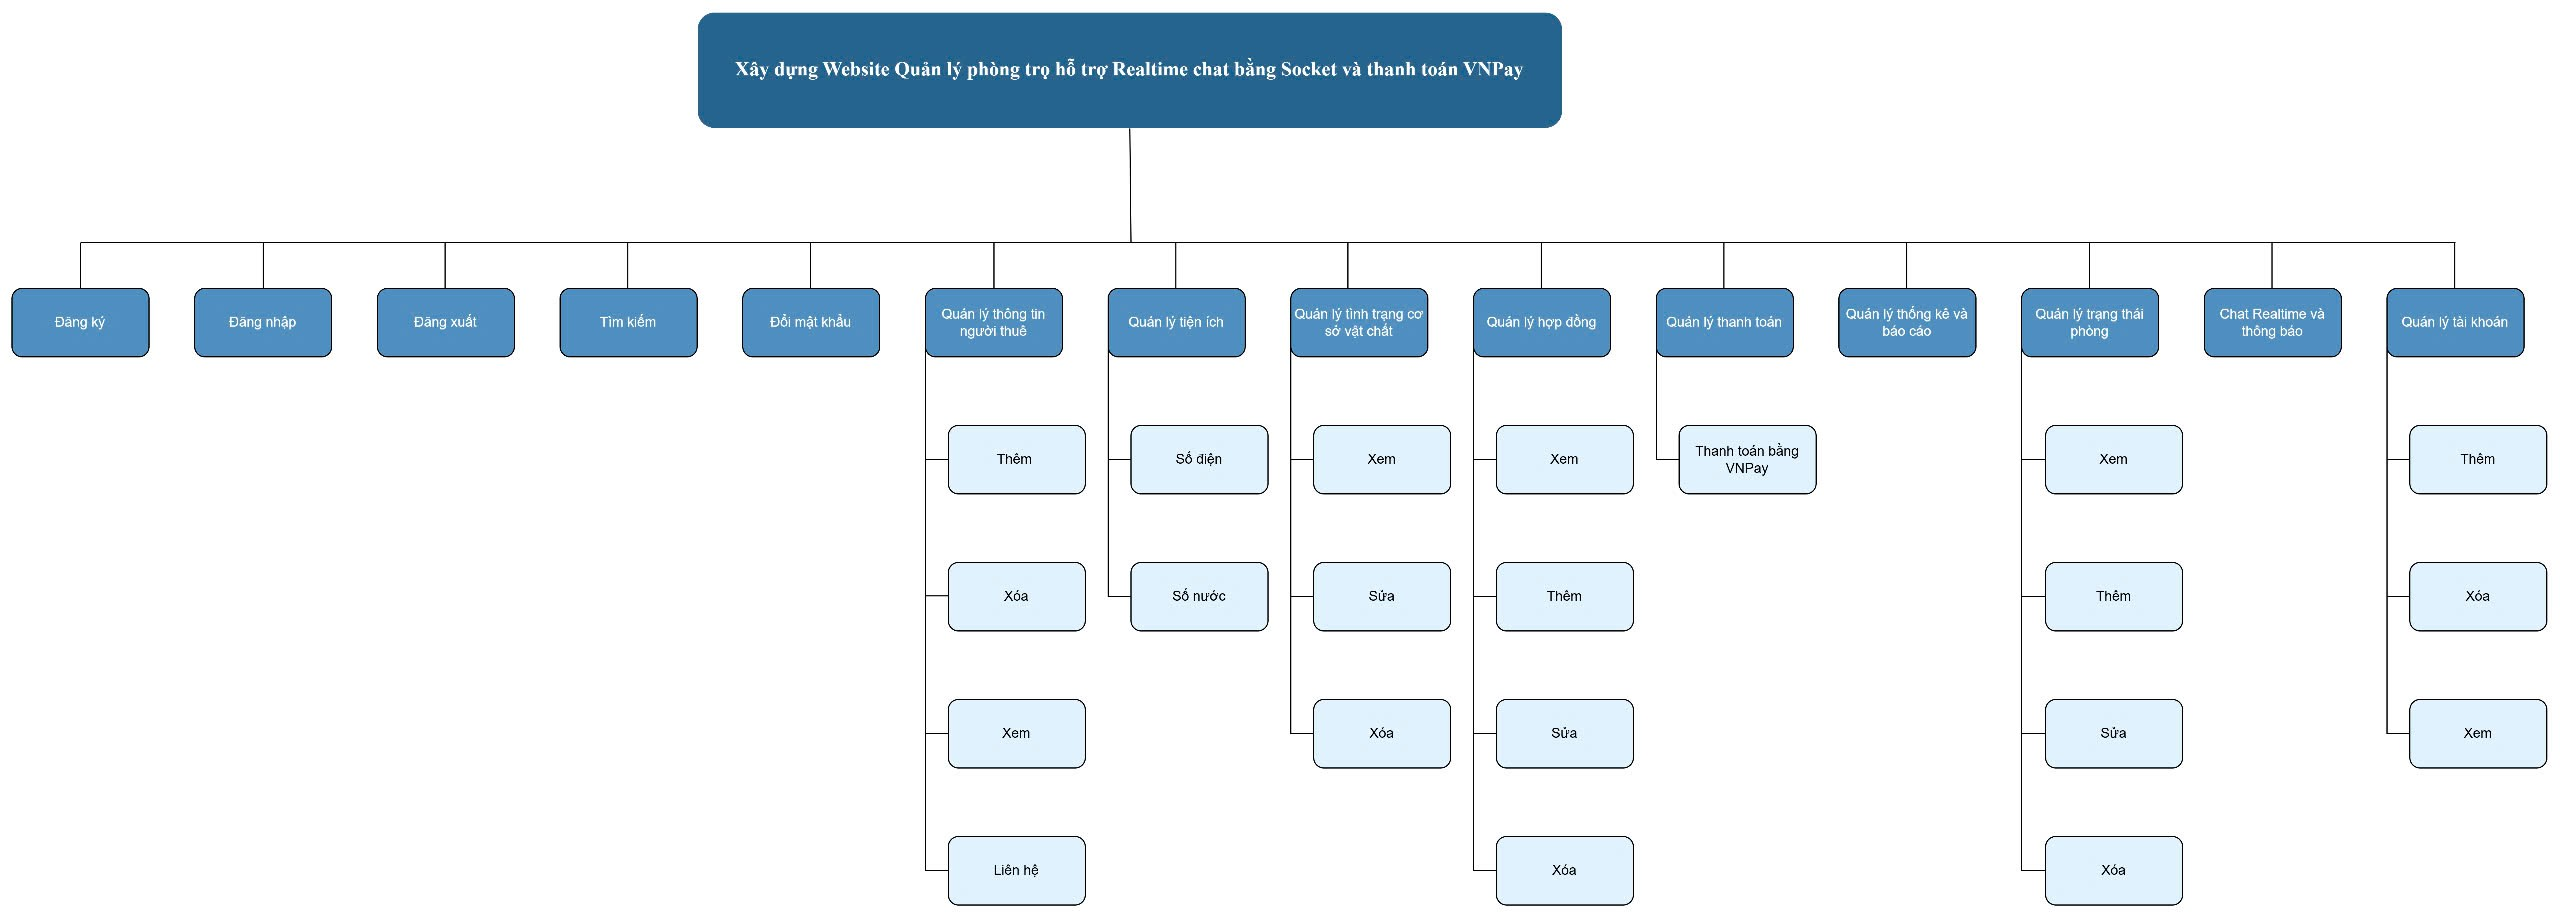 Xây dựng Website Quản lý phòng trọ hỗ trợ Realtime chat bằng Socket và thanh toán VNPay
Đăng ký
Đăng nhập
Đăng xuất
Tìm kiếm
Đổi mật khẩu
Quản lý thông tin
người thuê
Quản lý tiện ích
Quản lý tình trạng cơ
sở vật chất
Quản lý hợp đồng
Quản lý thanh toán
Quản lý thống kê và
báo cáo
Quản lý trạng thái
phòng
Chat Realtime và
thông báo
Quản lý tài khoản
Thêm
Xóa
Xem
Liên hệ
Số điện
Số nước
Xem
Sửa
Xóa
Xem
Thêm
Sửa
Xóa
Thanh toán bằng
VNPay
Xem
Thêm
Sửa
Xóa
Thêm
Xóa
Xem